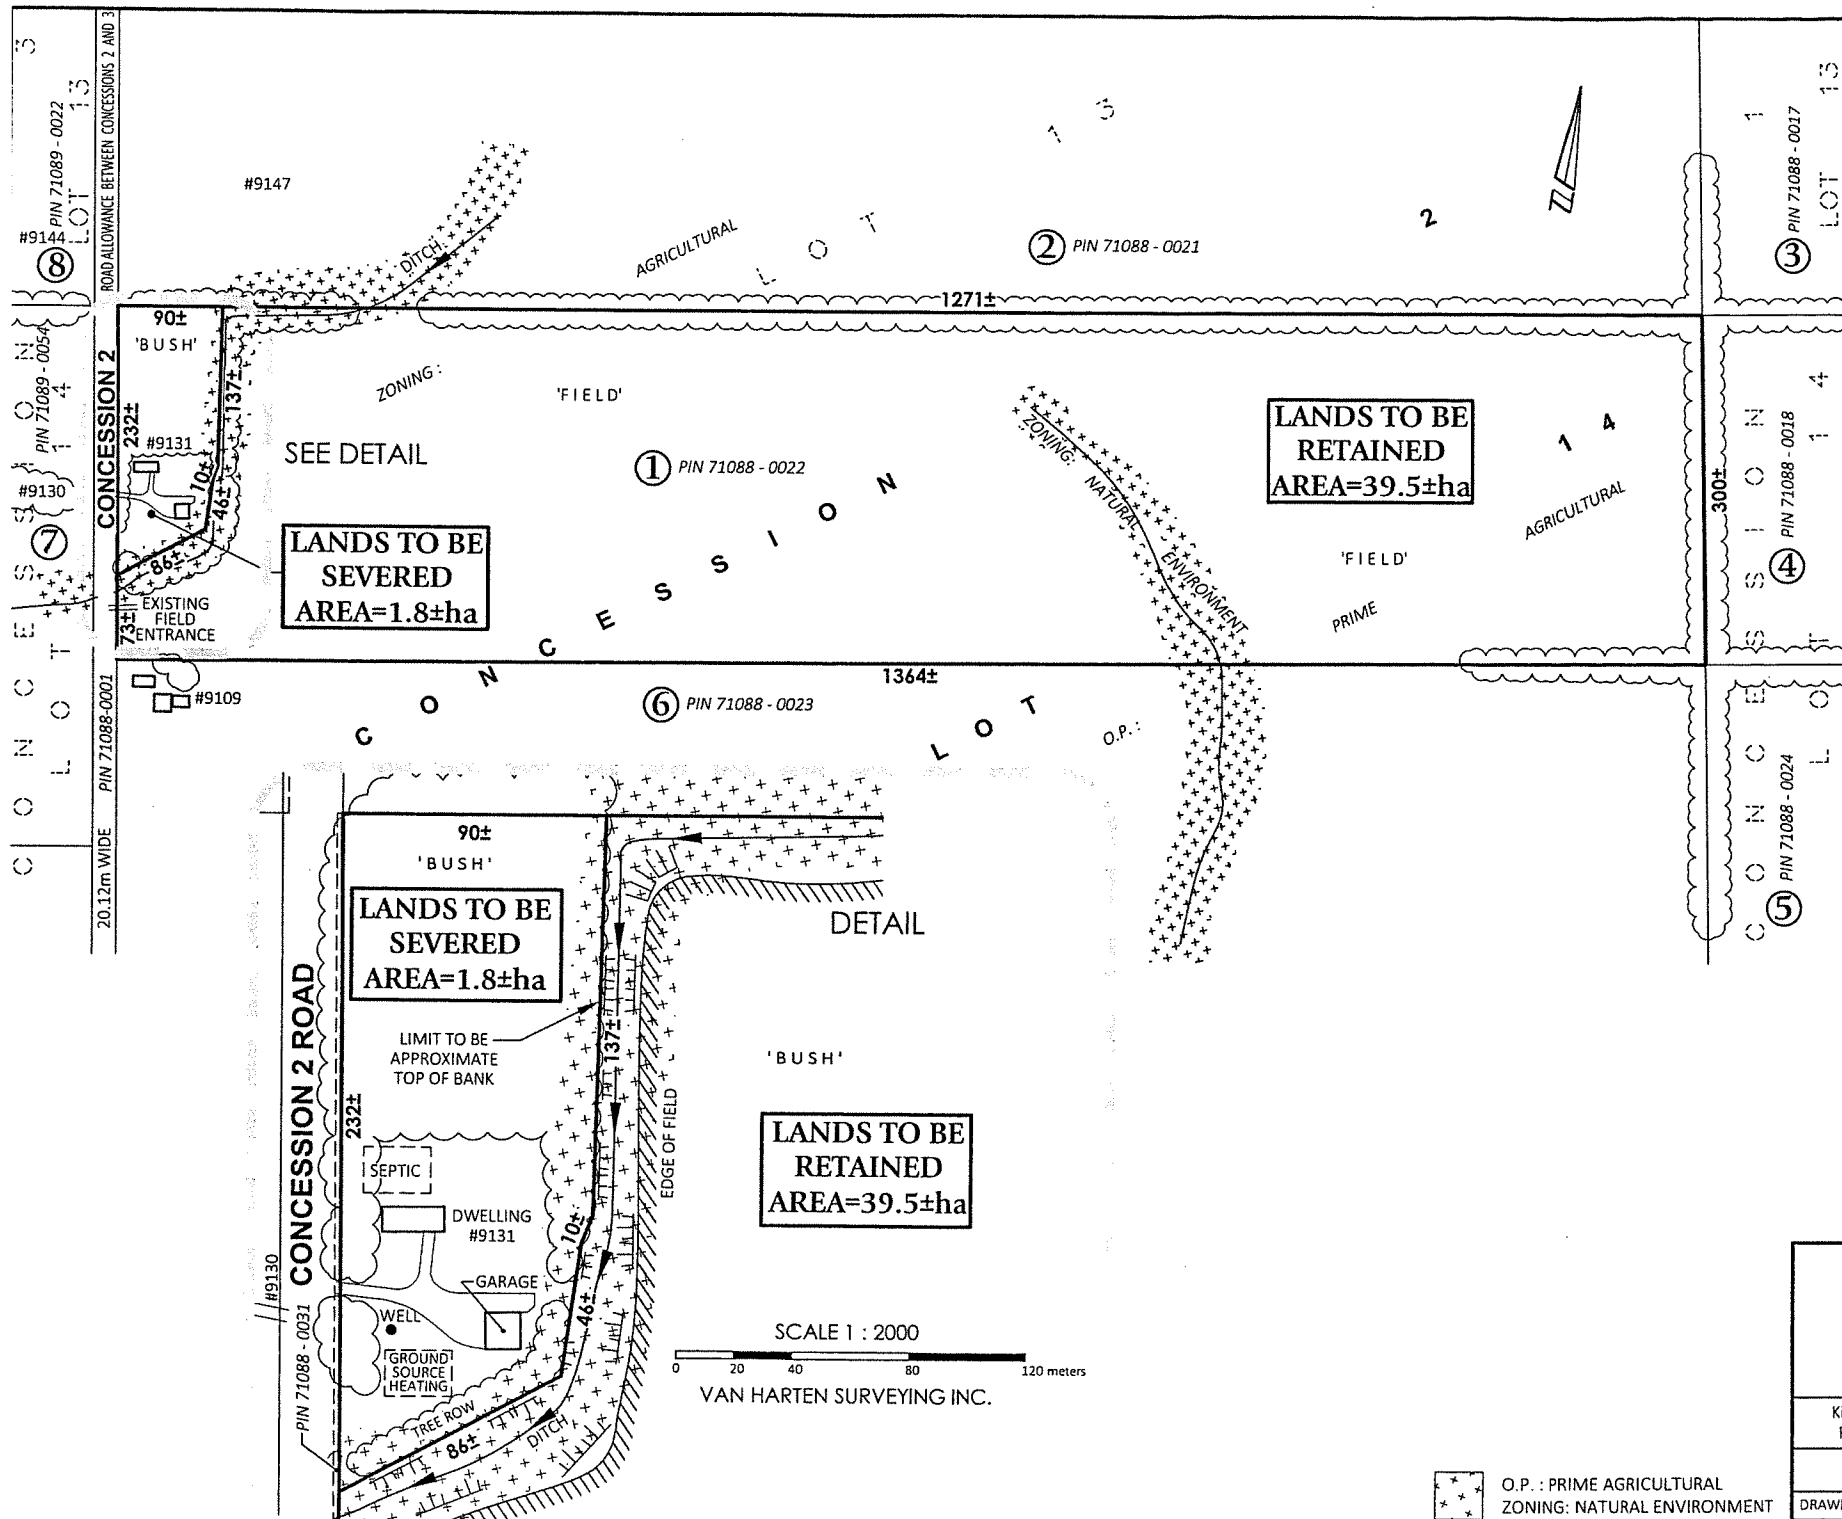 3
LOT 13
PIN 71089 - 0022
#9144
⑧
ROAD ALLOWANCE BETWEEN CONCESSIONS 2 AND 3
#9147
DITCH
AGRICULTURAL
LOT 13
② PIN 71088 - 0021
2
1
LOT 13
PIN 71088 - 0017
③
1271±
90±
'BUSH'
137±
232±
#9131
10±
46±
86±
CONCESSION 2
PIN 71089 - 0054
LOT 14
CONCESSION
#9130
⑦
73±
EXISTING
FIELD
ENTRANCE
ZONING :
'FIELD'
SEE DETAIL
① PIN 71088 - 0022
LANDS TO BE
SEVERED
AREA=1.8±ha
CONCESSION
ZONING:
NATURAL
ENVIRONMENT
LANDS TO BE
RETAINED
AREA=39.5±ha
14
AGRICULTURAL
'FIELD'
PRIME
300±
PIN 71088 - 0018
④
LOT 14
CONCESSION
1364±
#9109
⑥ PIN 71088 - 0023
LOT
O.P. :
20.12m WIDE PIN 71088-0001
PIN 71088 - 0024
⑤
90±
'BUSH'
LANDS TO BE
SEVERED
AREA=1.8±ha
DETAIL
LIMIT TO BE
APPROXIMATE
TOP OF BANK
137±
'BUSH'
CONCESSION 2 ROAD
232±
EDGE OF FIELD
LANDS TO BE
RETAINED
AREA=39.5±ha
SEPTIC
DWELLING
#9131
10±
#9130
GARAGE
46±
WELL
PIN 71088 - 0031
GROUND
SOURCE
HEATING
TREE ROW
86±
DITCH
SCALE 1 : 2000
0 20 40 80 120 meters
VAN HARTEN SURVEYING INC.
O.P. : PRIME AGRICULTURAL
ZONING: NATURAL ENVIRONMENT